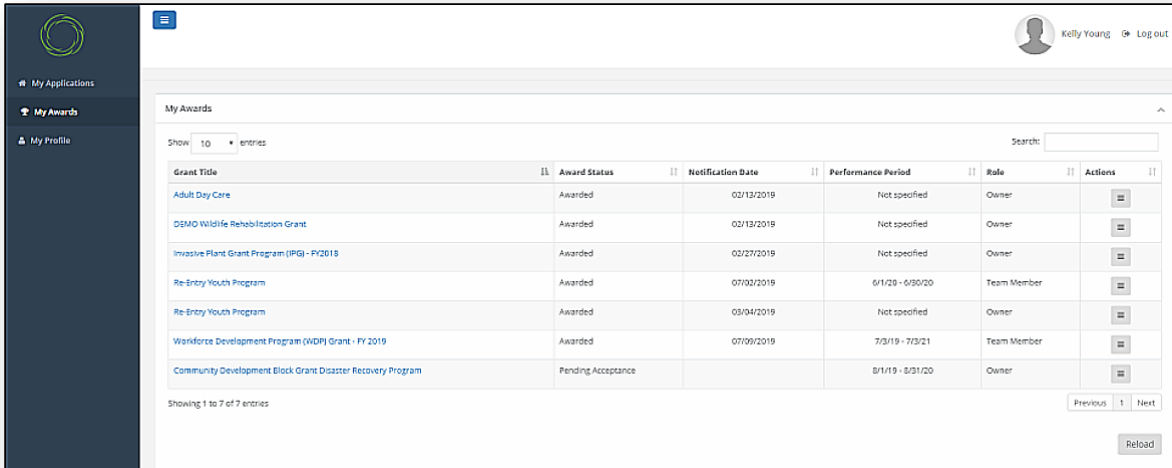 Kelly Young Log out
My Applications
My Awards
My Profile
My Awards
Show 10 entries Search:
Grant Title Award Status Notification Date Performance Period Role Actions
Adult Day Care Awarded 02/13/2019 Not specified Owner
DEMO Wildlife Rehabilitation Grant Awarded 02/13/2019 Not specified Owner
Invasive Plant Grant Program (IPG) - FY2018 Awarded 02/27/2019 Not specified Owner
Re-Entry Youth Program Awarded 07/02/2019 6/1/20 - 6/30/20 Team Member
Re-Entry Youth Program Awarded 03/04/2019 Not specified Owner
Workforce Development Program (WDP) Grant - FY 2019 Awarded 07/09/2019 7/3/19 - 7/3/21 Team Member
Community Development Block Grant Disaster Recovery Program Pending Acceptance 8/1/19 - 8/31/20 Owner
Showing 1 to 7 of 7 entries Previous 1 Next
Reload